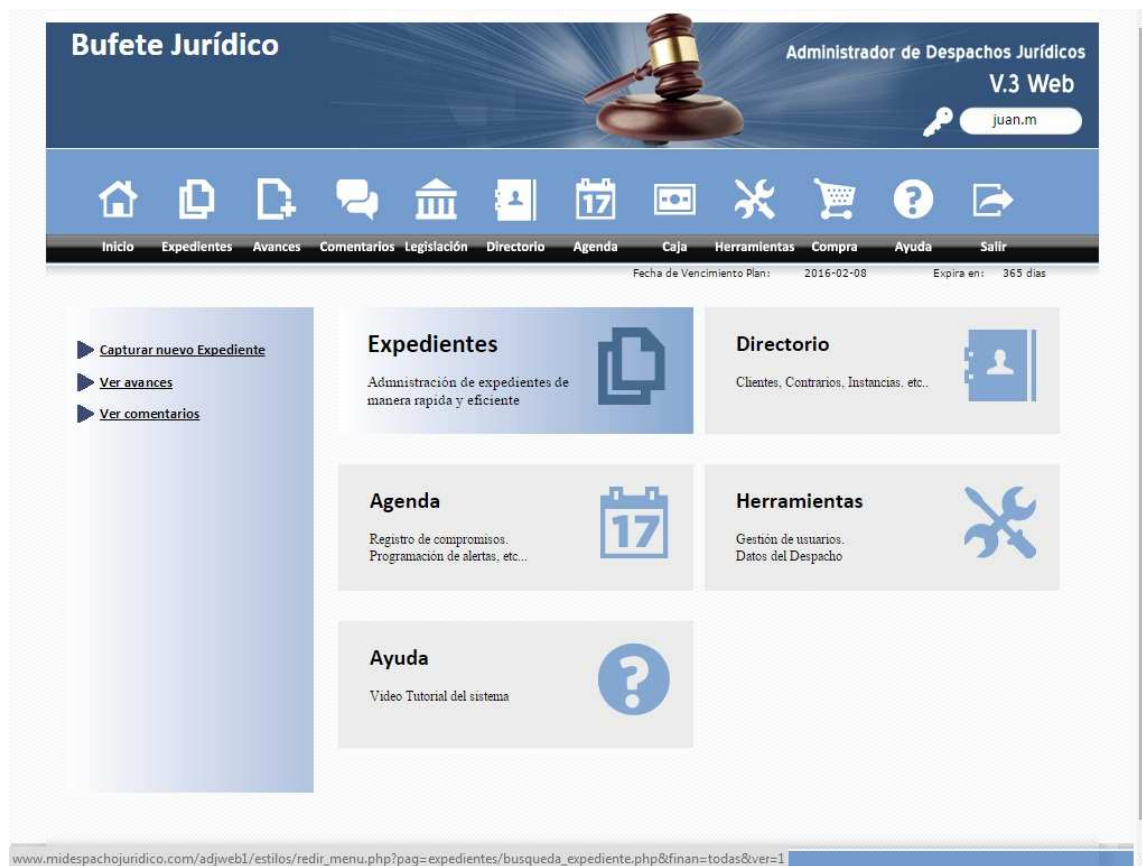 Bufete Jurídico
Administrador de Despachos Jurídicos
V.3 Web
juan.m
17
Inicio Expedientes Avances Comentarios Legislación Directorio Agenda Caja Herramientas Compra Ayuda Salir
Fecha de Vencimiento Plan: 2016-02-08 Expira en: 365 dias
Capturar nuevo Expediente
Ver avances
Ver comentarios
Expedientes
Admnistración de expedientes de
manera rapida y eficiente
Directorio
Clientes, Contrarios, Instancias. etc..
Agenda
Registro de compromisos.
Programación de alertas, etc...
17
Herramientas
Gestión de usuarios.
Datos del Despacho
Ayuda
Video Tutorial del sistema
?
www.midespachojuridico.com/adjweb1/estilos/redir_menu.php?pag=expedientes/busqueda_expediente.php&finan=todas&ver=1